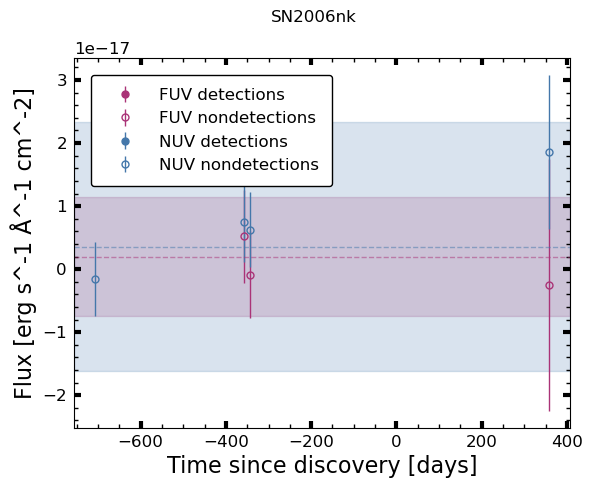 SN2006nk
1e−17
3
2
1
0
−1
−2
Flux [erg s^-1 Å^-1 cm^-2]
FUV detections
FUV nondetections
NUV detections
NUV nondetections
−600 −400 −200 0 200 400
Time since discovery [days]